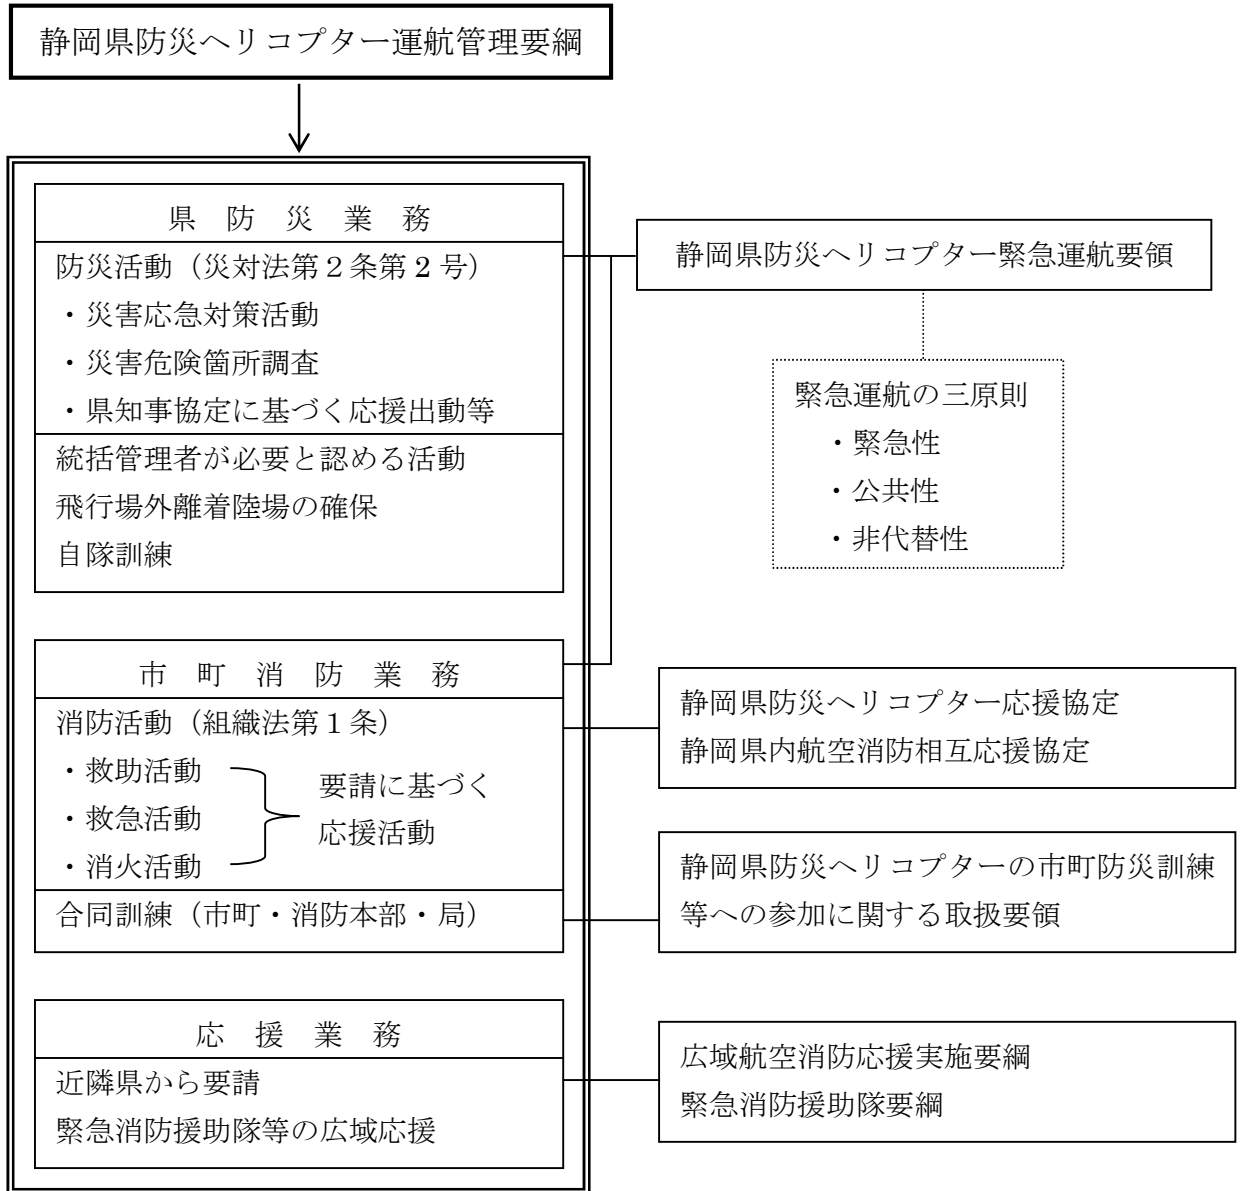 静岡県防災ヘリコプター運航管理要綱
県防災業務
防災活動（災対法第２条第２号）
・災害応急対策活動
・災害危険箇所調査
・県知事協定に基づく応援出動等
統括管理者が必要と認める活動
飛行場外離着陸場の確保
自隊訓練
静岡県防災ヘリコプター緊急運航要領
緊急運航の三原則
・緊急性
・公共性
・非代替性
市町消防業務
消防活動（組織法第１条）
・救助活動
・救急活動
・消火活動
要請に基づく
応援活動
合同訓練（市町・消防本部・局）
静岡県防災ヘリコプター応援協定
静岡県内航空消防相互応援協定
静岡県防災ヘリコプターの市町防災訓練
等への参加に関する取扱要領
応援業務
近隣県から要請
緊急消防援助隊等の広域応援
広域航空消防応援実施要綱
緊急消防援助隊要綱